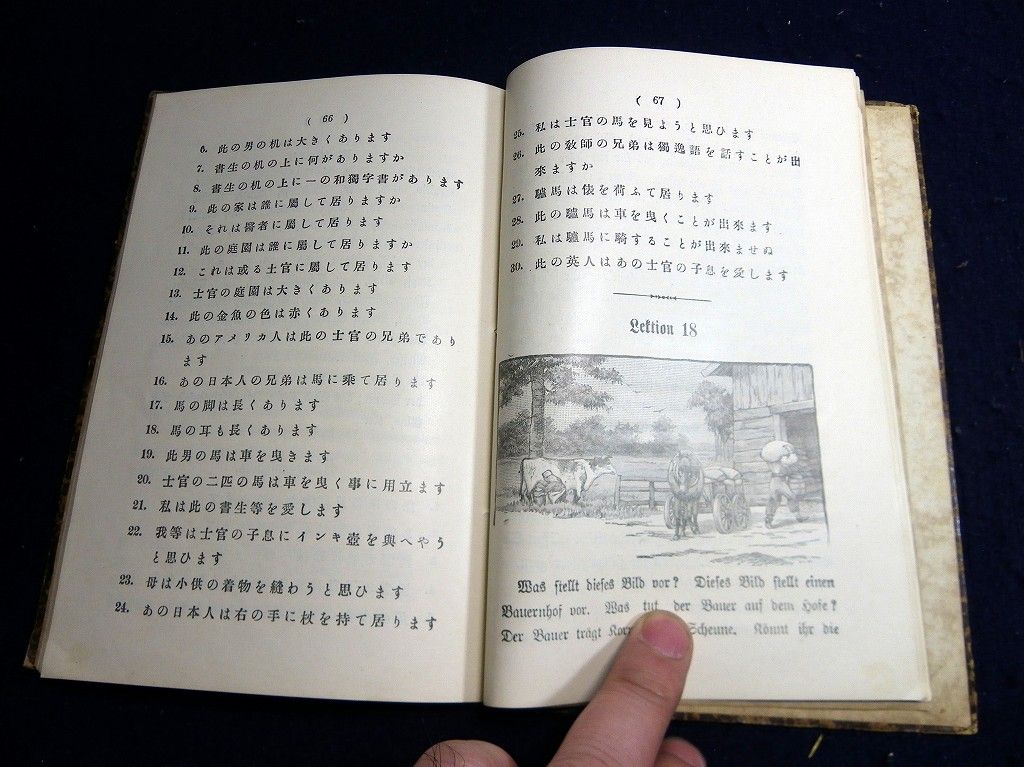 ( 66 )
6. 此の男の机は大きくあります
7. 書生の机の上に何がありますか
8. 書生の机の上に一の和獨字書があります
9. 此の家は誰に屬して居りますか
10. それは醫者に屬して居ります
11. 此の庭園は誰に屬して居りますか
12. これは或る士官に屬して居ります
13. 士官の庭園は大きくあります
14. 此の金魚の色は赤くあります
15. あのアメリカ人は此の士官の兄弟であり
ます
16. あの日本人の兄弟は馬に乘て居ります
17. 馬の脚は長くあります
18. 馬の耳も長くあります
19. 此男の馬は車を曳きます
20. 士官の二匹の馬は車を曳く事に用立ます
21. 私は此の書生等を愛します
22. 我等は士官の子息にインキ壺を與へやう
と思ひます
23. 母は小供の着物を縫わうと思ひます
24. あの日本人は右の手に杖を持て居ります
( 67 )
25. 私は士官の馬を見ようと思ひます
26. 此の敎師の兄弟は獨逸語を話すことが出
來ますか
27. 驢馬は俵を荷ふて居ります
28. 此の驢馬は車を曳くことが出來ます
29. 私は驢馬に騎することが出來ませぬ
30. 此の英人はあの士官の子息を愛します
Lektion 18
Was stellt dieses Bild vor? Dieses Bild stellt einen
Bauernhof vor. Was tut der Bauer auf dem Hofe?
Der Bauer trägt Scheune. Könnt ihr die